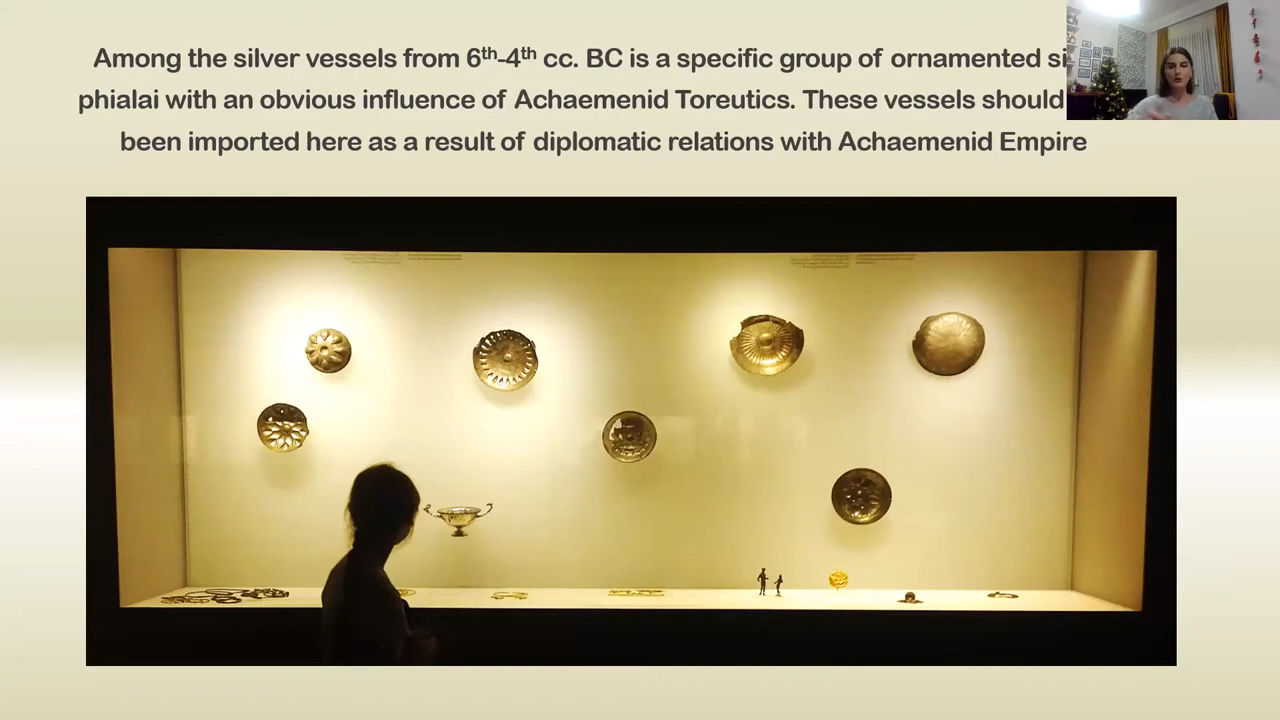 Among the silver vessels from 6th-4th cc. BC is a specific group of ornamented
phialai with an obvious influence of Achaemenid Toreutics. These vessels should
been imported here as a result of diplomatic relations with Achaemenid Empire